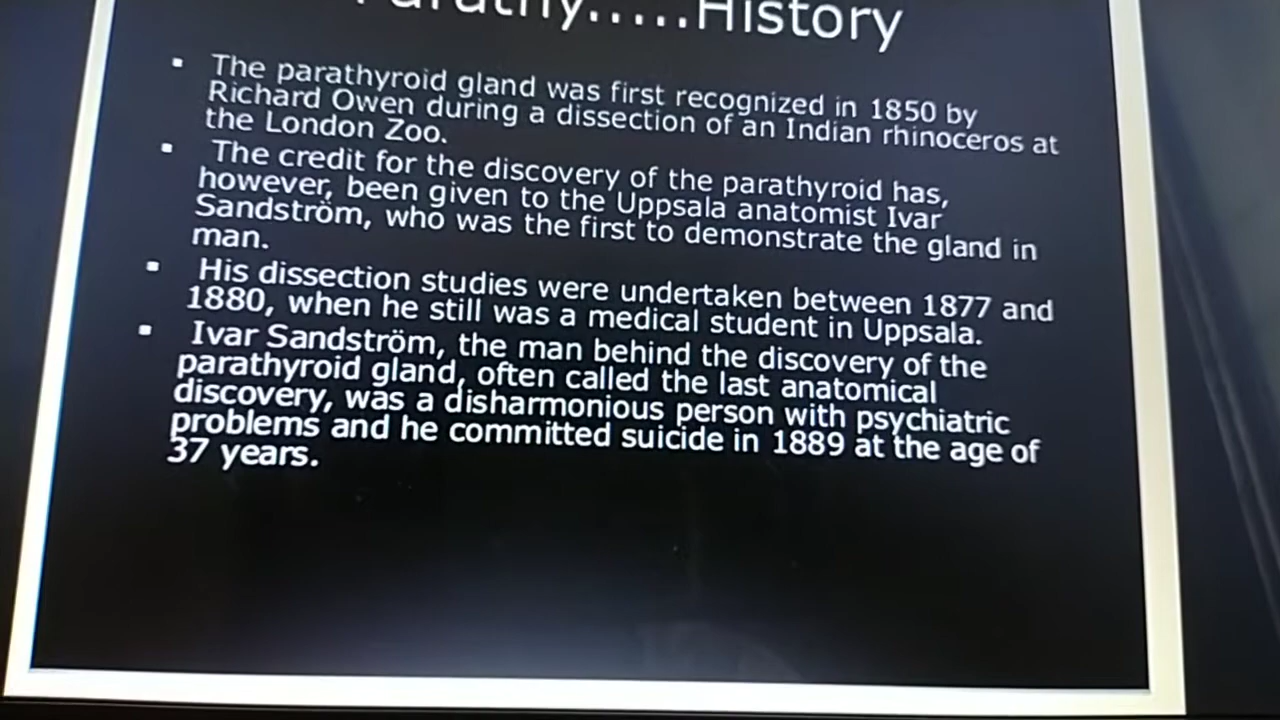 Parathy.....History
▪ The parathyroid gland was first recognized in 1850 by
Richard Owen during a dissection of an Indian rhinoceros at
the London Zoo.
▪ The credit for the discovery of the parathyroid has,
however, been given to the Uppsala anatomist Ivar
Sandström, who was the first to demonstrate the gland in
man.
▪ His dissection studies were undertaken between 1877 and
1880, when he still was a medical student in Uppsala.
▪ Ivar Sandström, the man behind the discovery of the
parathyroid gland, often called the last anatomical
discovery, was a disharmonious person with psychiatric
problems and he committed suicide in 1889 at the age of
37 years.